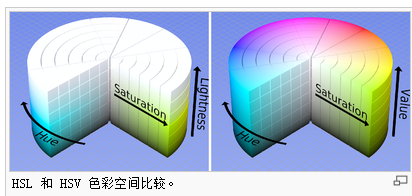 Hue
Saturation
Lightness
Hue
Saturation
Value
HSL 和 HSV 色彩空间比较。